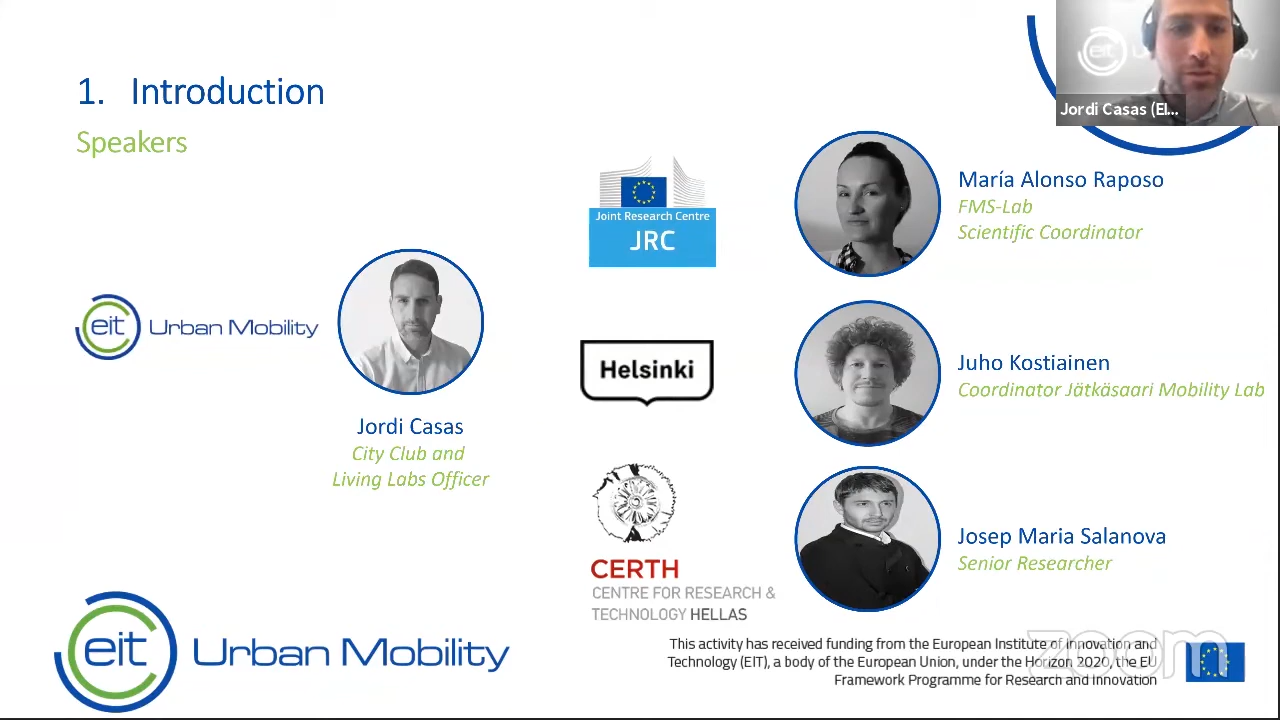 1. Introduction
Speakers
eit Urban Mobility
Jordi Casas (EI...
Joint Research Centre
JRC
María Alonso Raposo
FMS-Lab
Scientific Coordinator
eit Urban Mobility
Jordi Casas
City Club and
Living Labs Officer
Helsinki
Juho Kostiainen
Coordinator Jätkäsaari Mobility Lab
CERTH
CENTRE FOR RESEARCH &
TECHNOLOGY HELLAS
Josep Maria Salanova
Senior Researcher
eit Urban Mobility
This activity has received funding from the European Institute of Innovation and
Technology (EIT), a body of the European Union, under the Horizon 2020, the EU
Framework Programme for Research and Innovation
zoom